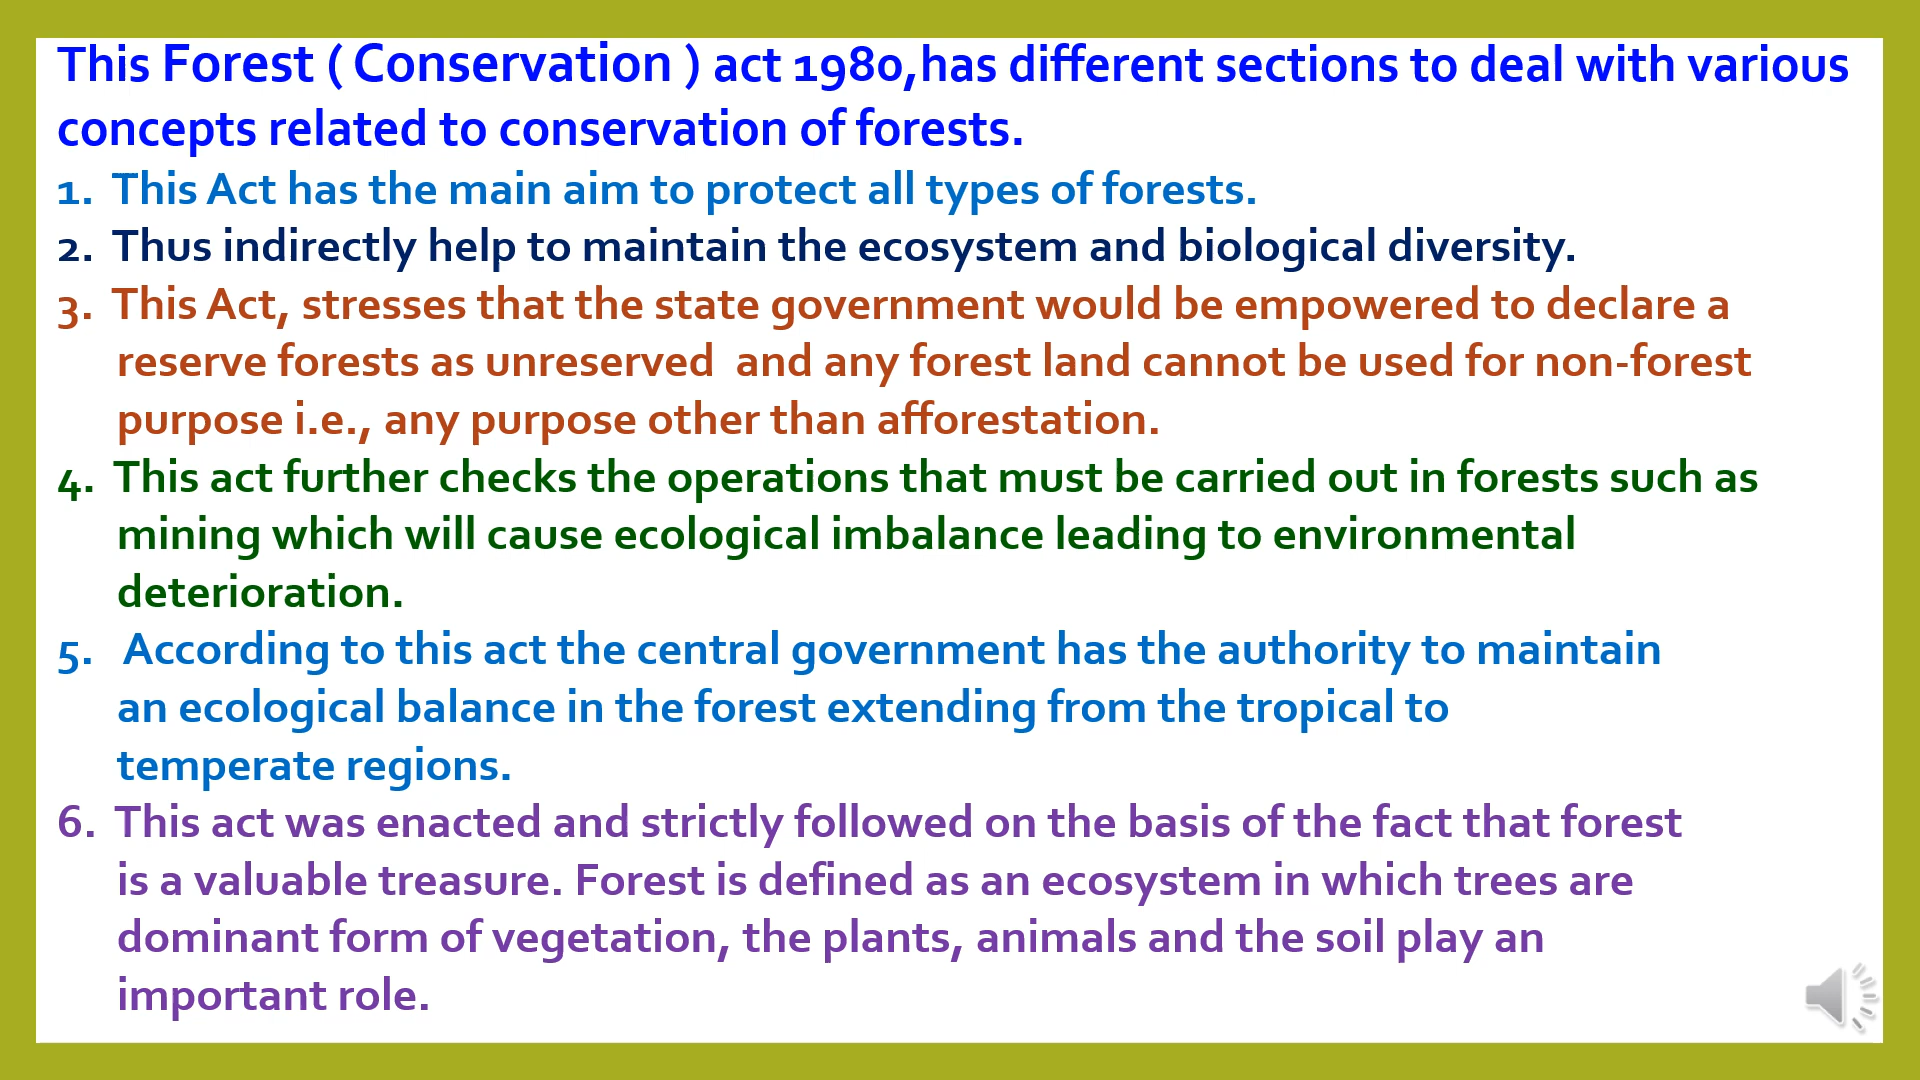 This Forest ( Conservation ) act 1980,has different sections to deal with various
concepts related to conservation of forests.
1. This Act has the main aim to protect all types of forests.
2. Thus indirectly help to maintain the ecosystem and biological diversity.
3. This Act, stresses that the state government would be empowered to declare a
reserve forests as unreserved and any forest land cannot be used for non-forest
purpose i.e., any purpose other than afforestation.
4. This act further checks the operations that must be carried out in forests such as
mining which will cause ecological imbalance leading to environmental
deterioration.
5. According to this act the central government has the authority to maintain
an ecological balance in the forest extending from the tropical to
temperate regions.
6. This act was enacted and strictly followed on the basis of the fact that forest
is a valuable treasure. Forest is defined as an ecosystem in which trees are
dominant form of vegetation, the plants, animals and the soil play an
important role.